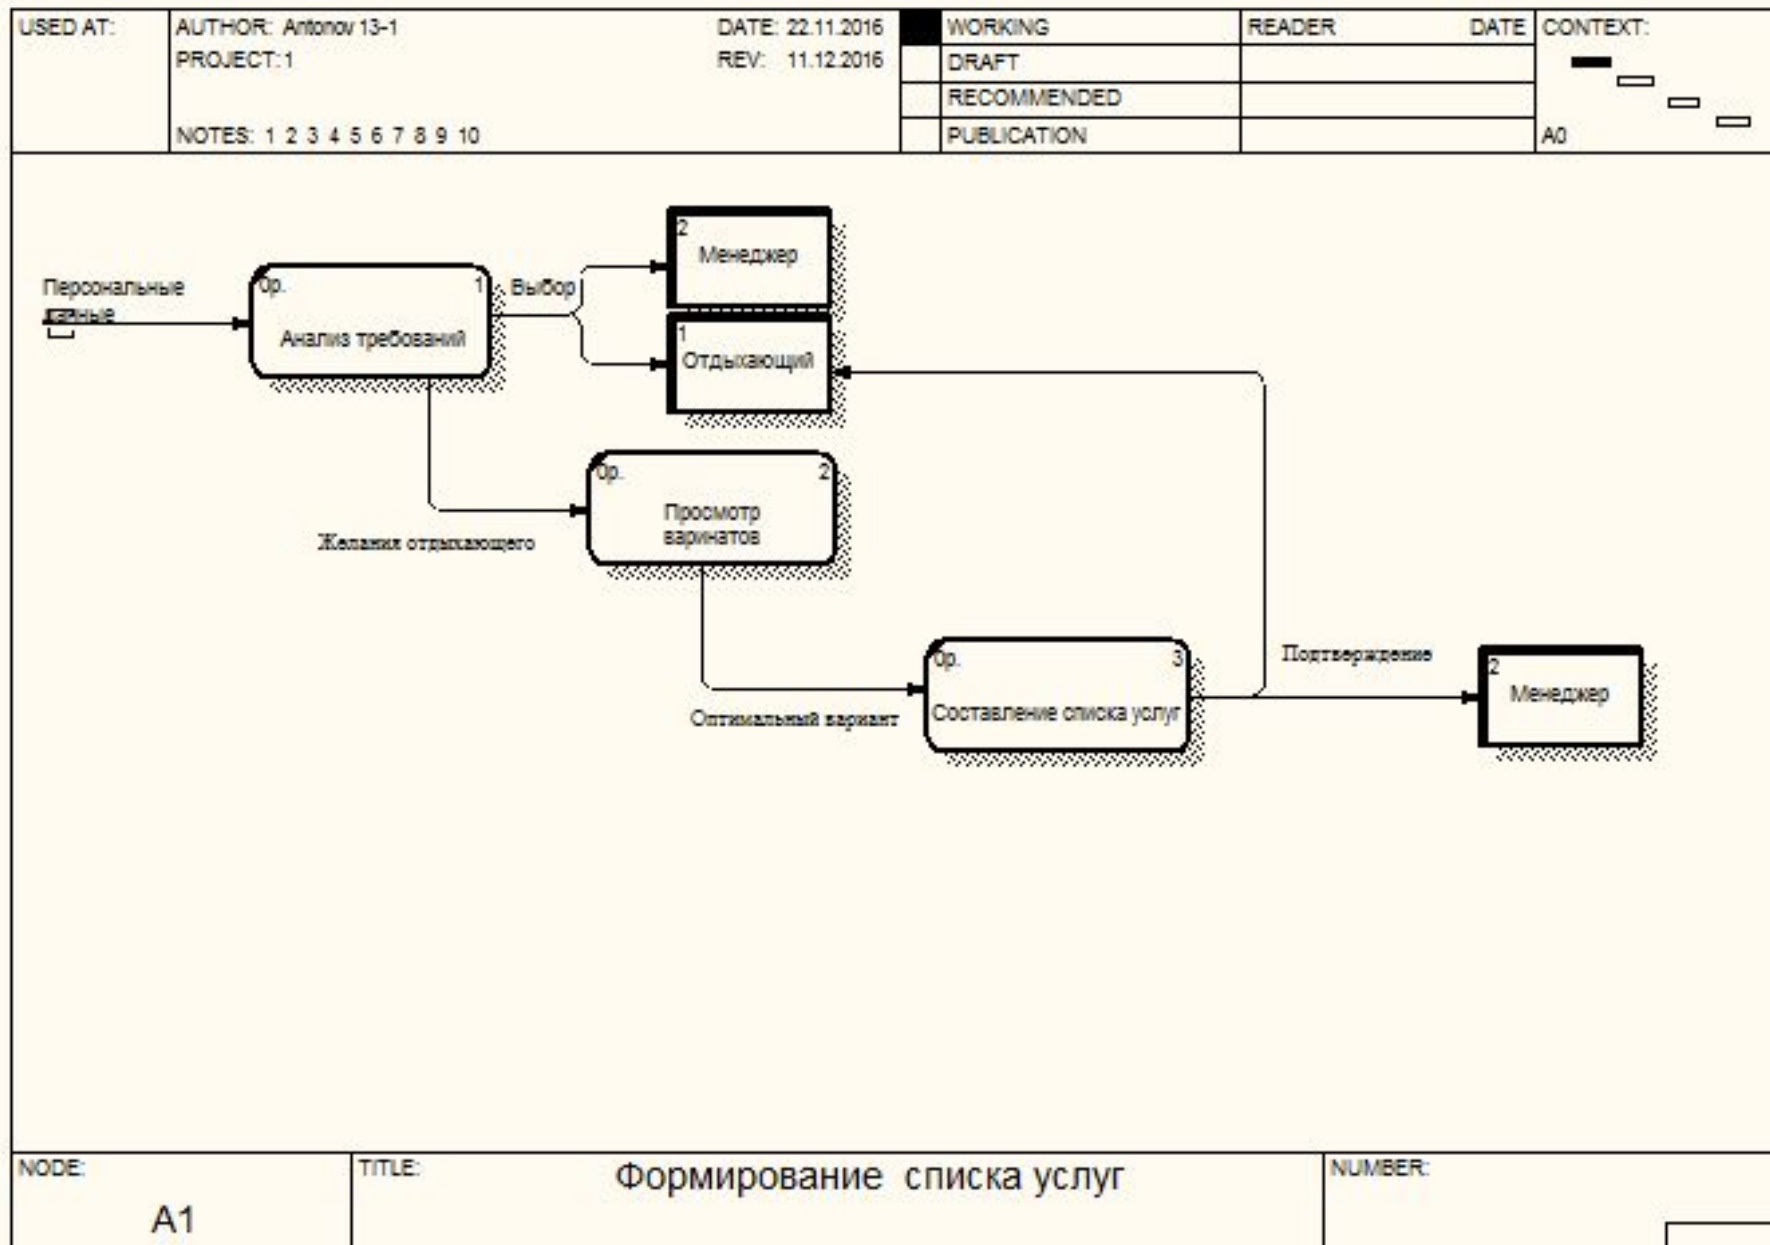 USED AT:
AUTHOR: Antonov 13-1
DATE: 22.11.2016
PROJECT: 1
REV: 11.12.2016
NOTES: 1 2 3 4 5 6 7 8 9 10
WORKING
DRAFT
RECOMMENDED
PUBLICATION
READER
DATE
CONTEXT:
A0
Персональные
данные
0р.
1
Анализ требований
Выбор
2
Менеджер
1
Отдыхающий
Желания отдыхающего
0р.
2
Просмотр
варинатов
Оптимальный вариант
0р.
3
Составление списка услуг
Подтверждение
2
Менеджер
NODE:
A1
TITLE:
Формирование списка услуг
NUMBER: